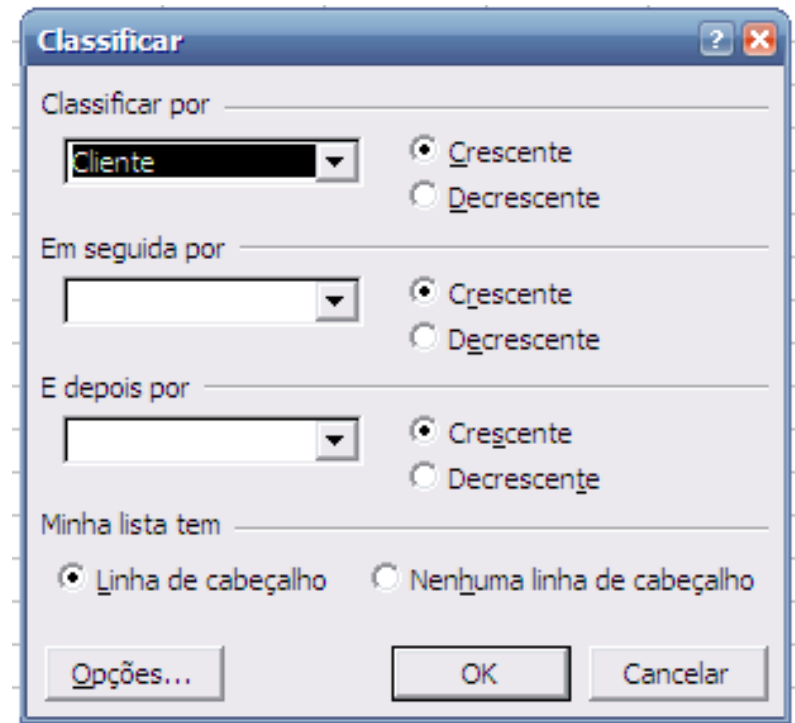 Classificar
Classificar por
Cliente
Crescente
Decrescente
Em seguida por
Crescente
Decrescente
E depois por
Crescente
Decrescente
Minha lista tem
Linha de cabeçalho Nenhuma linha de cabeçalho
Opções... OK Cancelar